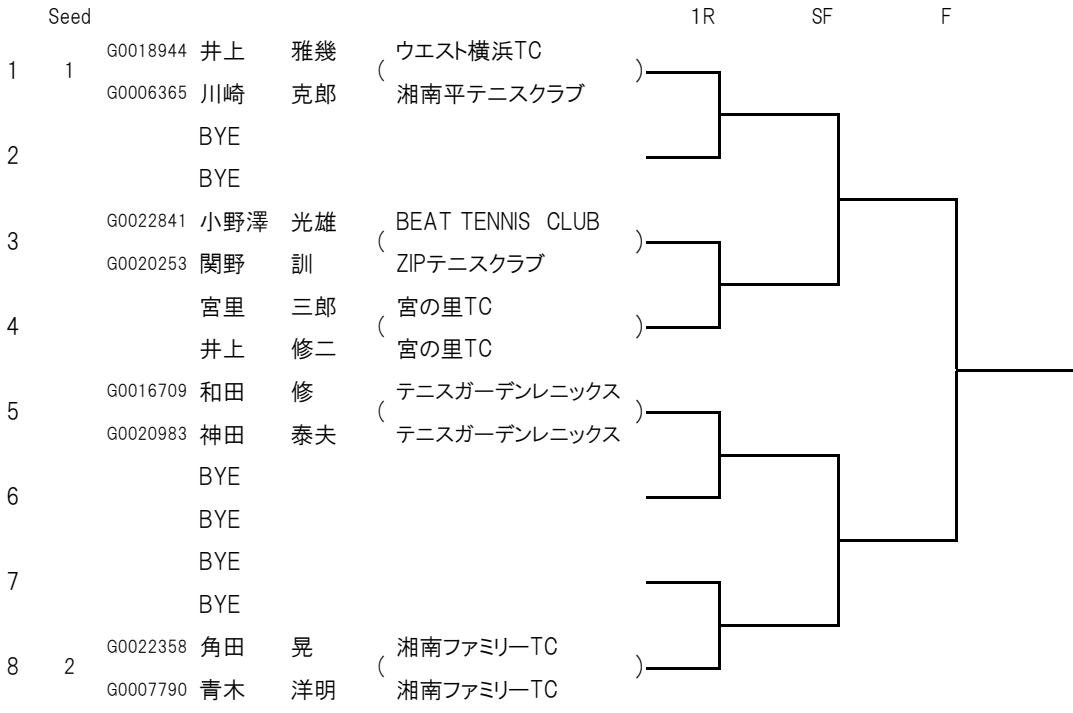 Seed 1R SF F
G0018944 井上 雅幾 ウエスト横浜TC
1 1 ( )
G0006365 川崎 克郎 湘南平テニスクラブ
BYE
2
BYE
G0022841 小野澤 光雄 BEAT TENNIS CLUB
3 ( )
G0020253 関野 訓 ZIPテニスクラブ
宮里 三郎 宮の里TC
4 ( )
井上 修二 宮の里TC
G0016709 和田 修 テニスガーデンレニックス
5 ( )
G0020983 神田 泰夫 テニスガーデンレニックス
BYE
6
BYE
BYE
7
BYE
G0022358 角田 晃 湘南ファミリーTC
8 2 ( )
G0007790 青木 洋明 湘南ファミリーTC